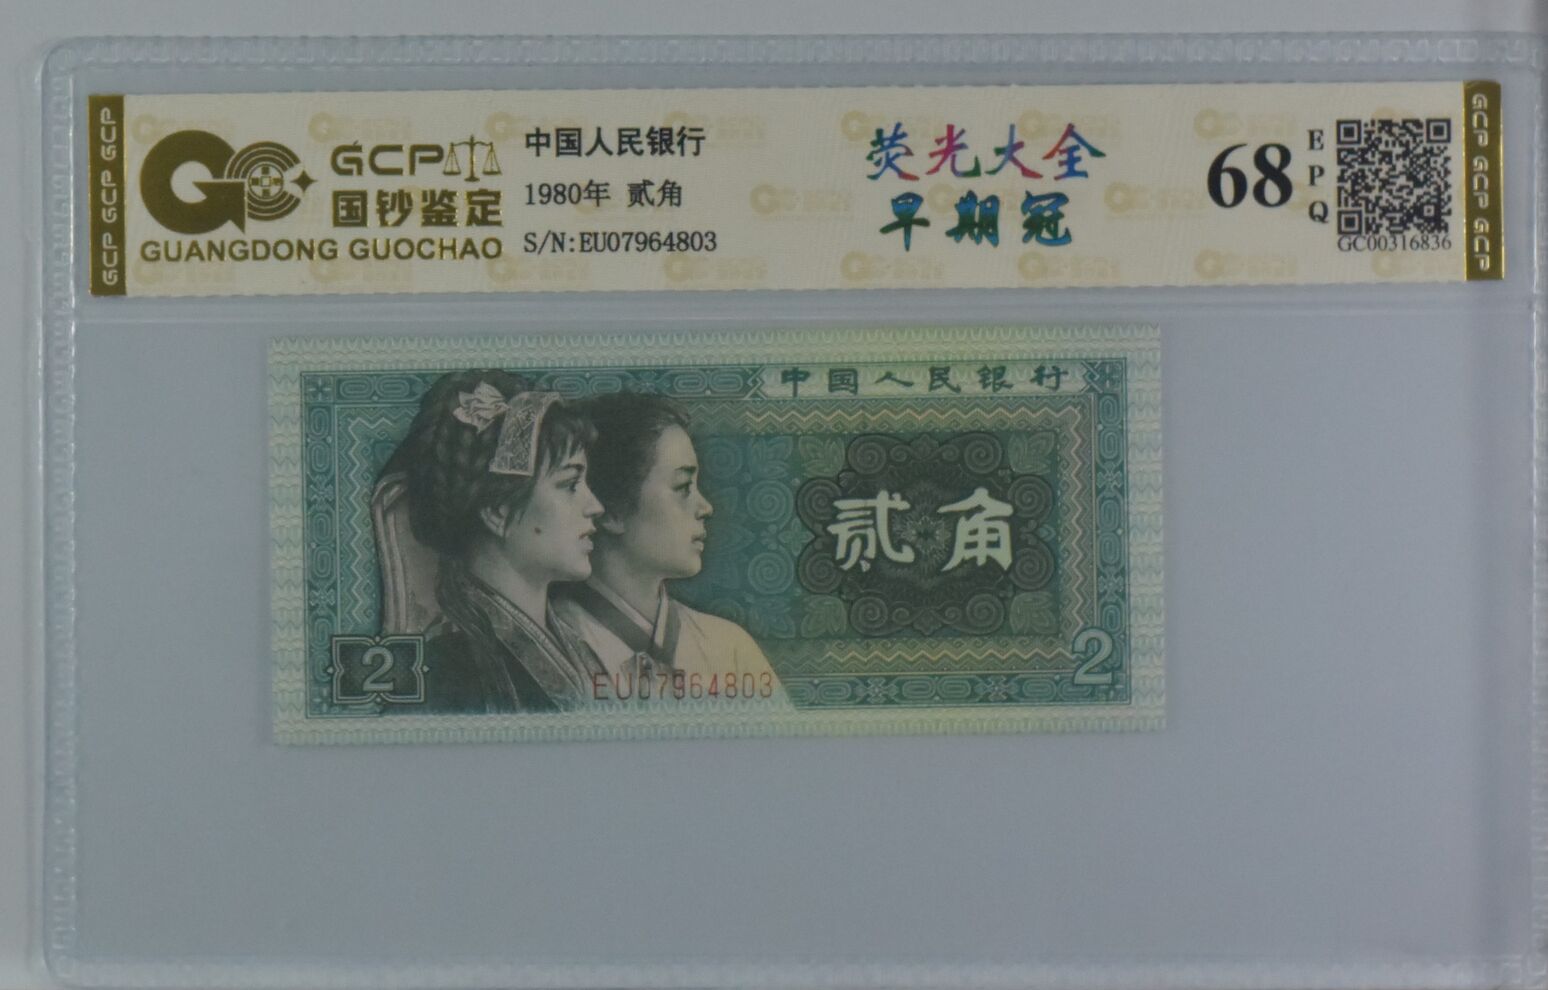 GCP GCP GCP
GCP
国钞鉴定
GUANGDONG GUOCHAO
中国人民银行
1980年 贰角
S/N:EU07964803
荧光大全
早期冠
68
EPQ
GC00316836
GCP GCP GCP
中国人民银行
贰角
2
2
EU07964803